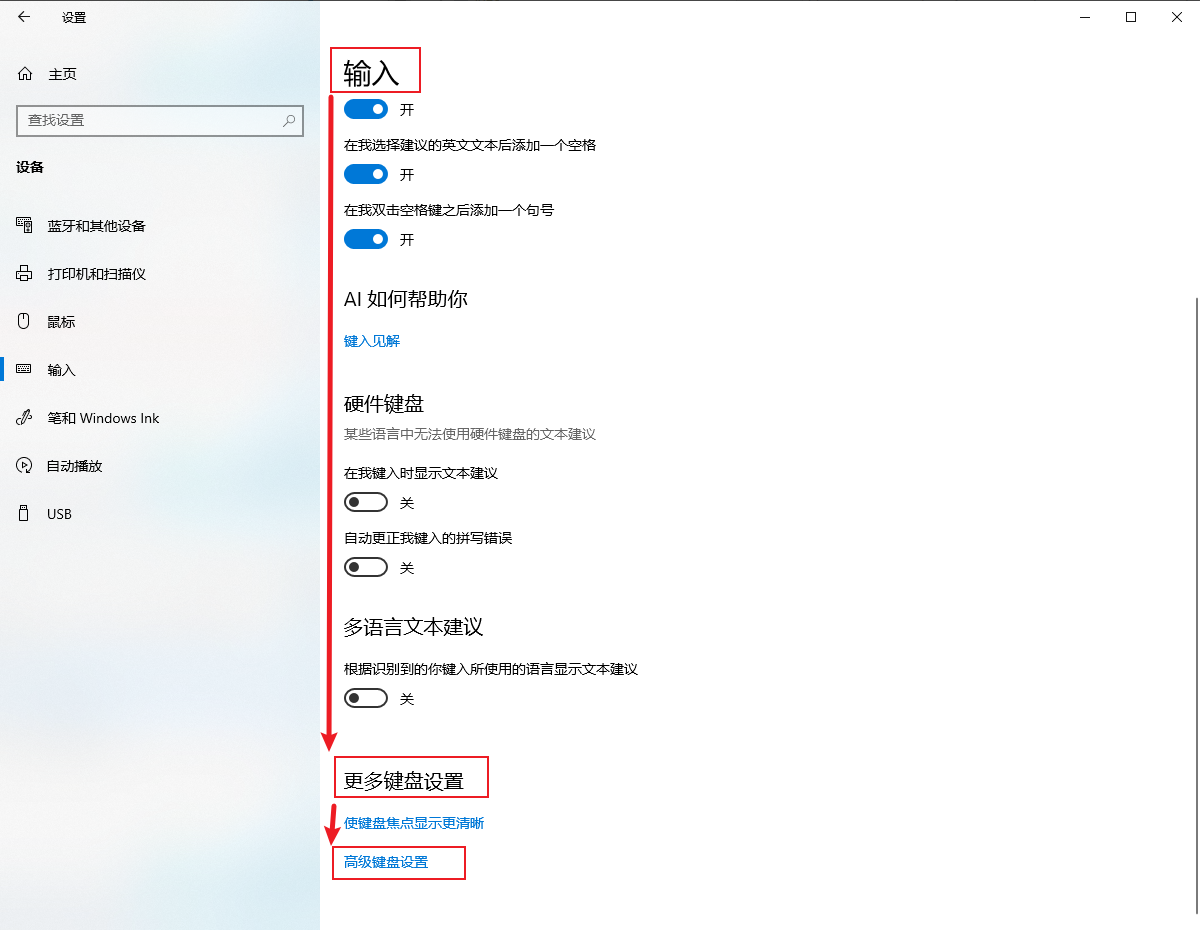 设置
主页
查找设置
设备
蓝牙和其他设备
打印机和扫描仪
鼠标
输入
笔和 Windows Ink
自动播放
USB
输入
开
在我选择建议的英文文本后添加一个空格
开
在我双击空格键之后添加一个句号
开
AI 如何帮助你
键入见解
硬件键盘
某些语言中无法使用硬件键盘的文本建议
在我键入时显示文本建议
关
自动更正我键入的拼写错误
关
多语言文本建议
根据识别到的你键入所使用的语言显示文本建议
关
更多键盘设置
使键盘焦点显示更清晰
高级键盘设置